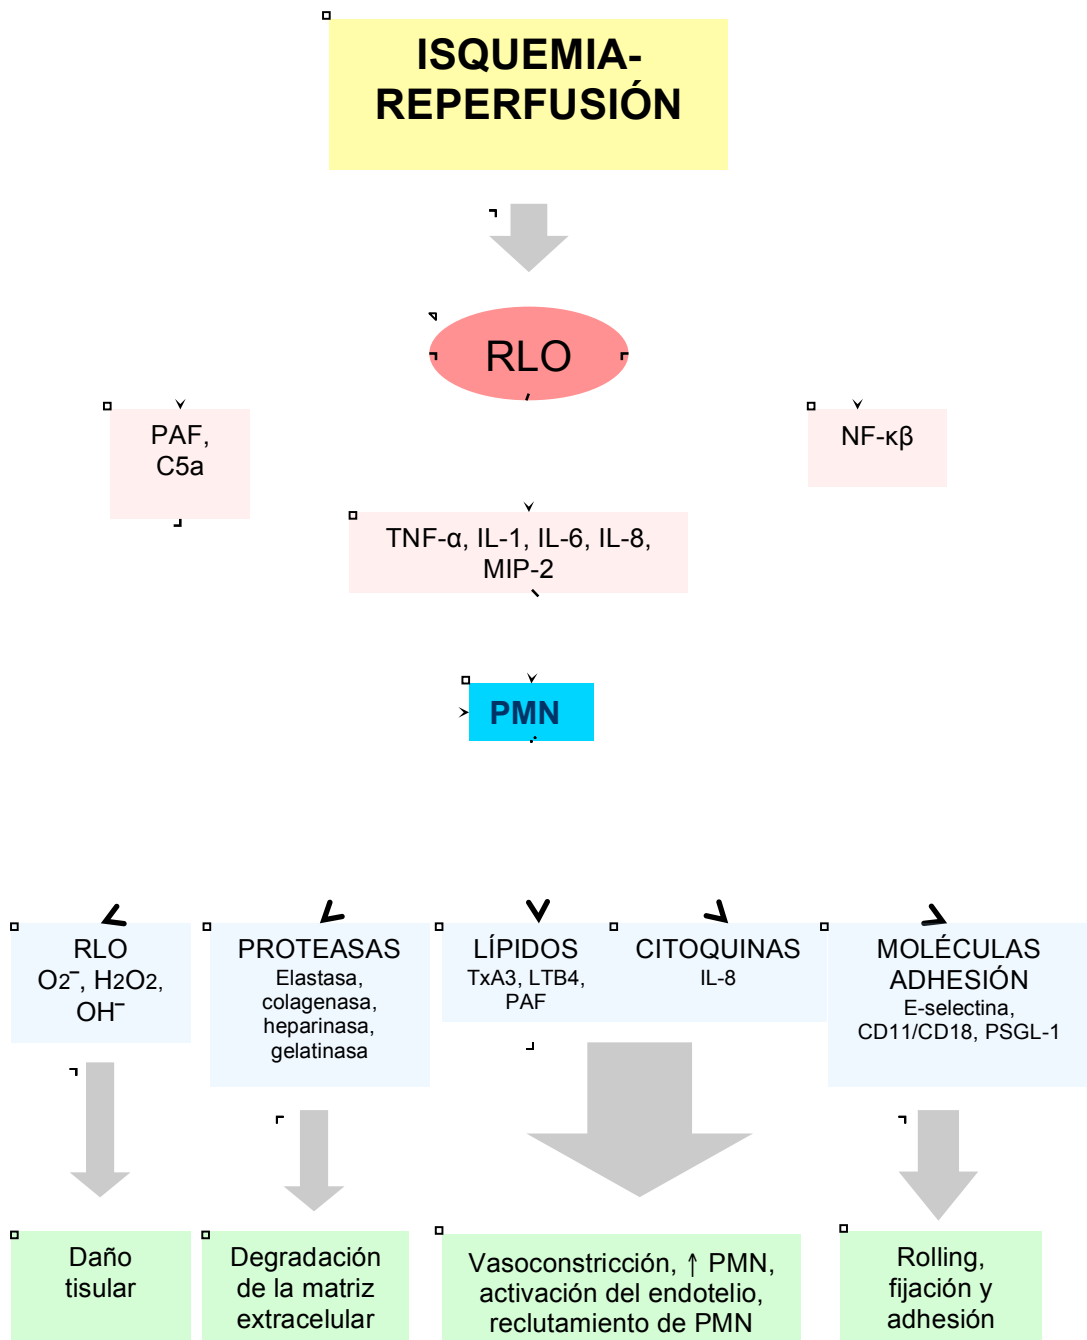 ISQUEMIA-
REPERFUSIÓN
RLO
PAF,
C5a
NF-κβ
TNF-α, IL-1, IL-6, IL-8,
MIP-2
PMN
RLO
O2‾, H2O2,
OH‾
PROTEASAS
Elastasa,
colagenasa,
heparinasa,
gelatinasa
LÍPIDOS
TxA3, LTB4,
PAF
CITOQUINAS
IL-8
MOLÉCULAS
ADHESIÓN
E-selectina,
CD11/CD18, PSGL-1
Daño
tisular
Degradación
de la matriz
extracelular
Vasoconstricción, ↑ PMN,
activación del endotelio,
reclutamiento de PMN
Rolling,
fijación y
adhesión